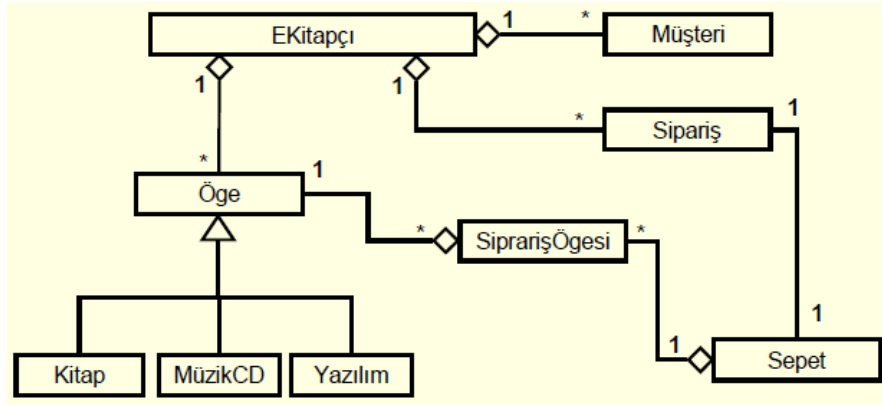 EKitapçı
1
*
Müşteri
1
1
*
Sipariş
1
*
Öge
1
*
SiprarişÖgesi
*
1
1
Sepet
Kitap
MüzikCD
Yazılım